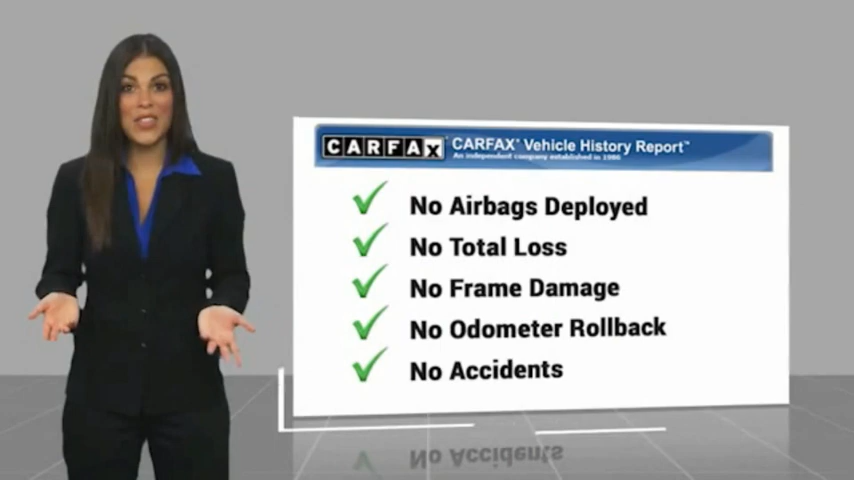 CARFAX
CARFAX® Vehicle History Report™
An independent company established in 1986
No Airbags Deployed
No Total Loss
No Frame Damage
No Odometer Rollback
No Accidents
No Accidents